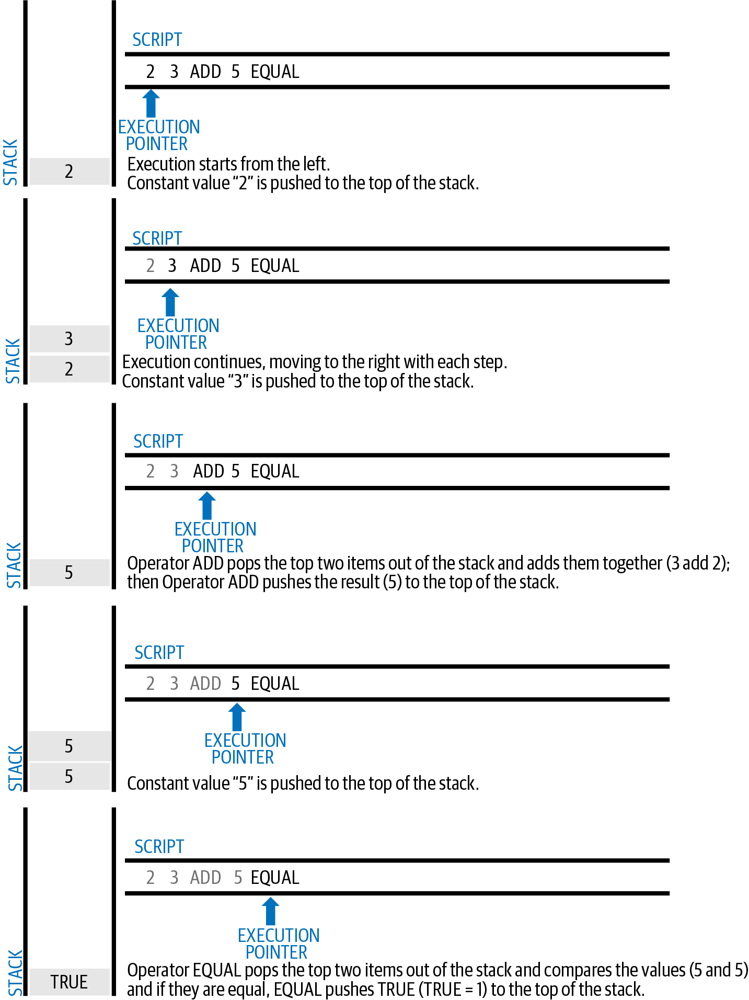 SCRIPT
2 3 ADD 5 EQUAL
EXECUTION
POINTER
STACK
2
Execution starts from the left.
Constant value “2” is pushed to the top of the stack.
SCRIPT
2 3 ADD 5 EQUAL
EXECUTION
POINTER
STACK
3
2
Execution continues, moving to the right with each step.
Constant value “3” is pushed to the top of the stack.
SCRIPT
2 3 ADD 5 EQUAL
EXECUTION
POINTER
STACK
5
Operator ADD pops the top two items out of the stack and adds them together (3 add 2);
then Operator ADD pushes the result (5) to the top of the stack.
SCRIPT
2 3 ADD 5 EQUAL
EXECUTION
POINTER
STACK
5
5
Constant value “5” is pushed to the top of the stack.
SCRIPT
2 3 ADD 5 EQUAL
EXECUTION
POINTER
STACK
TRUE
Operator EQUAL pops the top two items out of the stack and compares the values (5 and 5)
and if they are equal, EQUAL pushes TRUE (TRUE = 1) to the top of the stack.